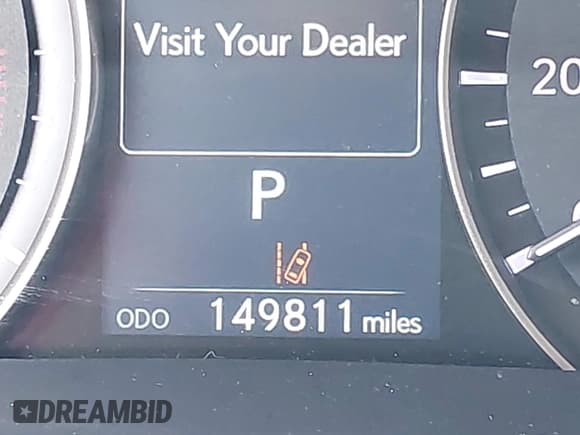 Visit Your Dealer
20
P
ODO 149811 miles
DREAMBID